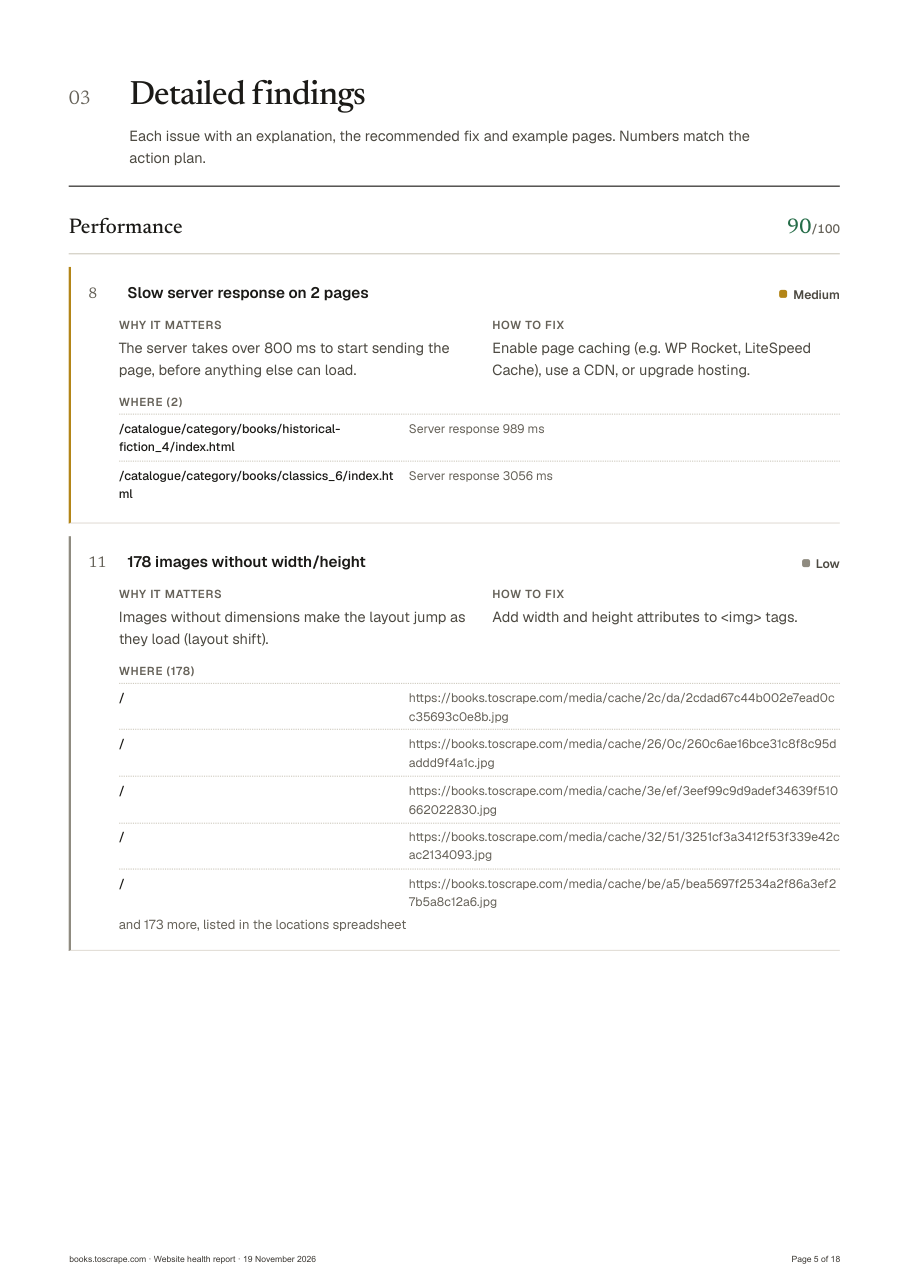 03 Detailed findings
Each issue with an explanation, the recommended fix and example pages. Numbers match the
action plan.
Performance 90/100
8 Slow server response on 2 pages Medium
WHY IT MATTERS HOW TO FIX
The server takes over 800 ms to start sending the Enable page caching (e.g. WP Rocket, LiteSpeed
page, before anything else can load. Cache), use a CDN, or upgrade hosting.
WHERE (2)
/catalogue/category/books/historical- Server response 989 ms
fiction_4/index.html
/catalogue/category/books/classics_6/index.ht Server response 3056 ms
ml
11 178 images without width/height Low
WHY IT MATTERS HOW TO FIX
Images without dimensions make the layout jump as Add width and height attributes to <img> tags.
they load (layout shift).
WHERE (178)
/ https://books.toscrape.com/media/cache/2c/da/2cdad67c44b002e7ead0c
c35693c0e8b.jpg
/ https://books.toscrape.com/media/cache/26/0c/260c6ae16bce31c8f8c95d
addd9f4a1c.jpg
/ https://books.toscrape.com/media/cache/3e/ef/3eef99c9d9adef34639f510
662022830.jpg
/ https://books.toscrape.com/media/cache/32/51/3251cf3a3412f53f339e42c
ac2134093.jpg
/ https://books.toscrape.com/media/cache/be/a5/bea5697f2534a2f86a3ef2
7b5a8c12a6.jpg
and 173 more, listed in the locations spreadsheet
books.toscrape.com · Website health report · 19 November 2026 Page 5 of 18